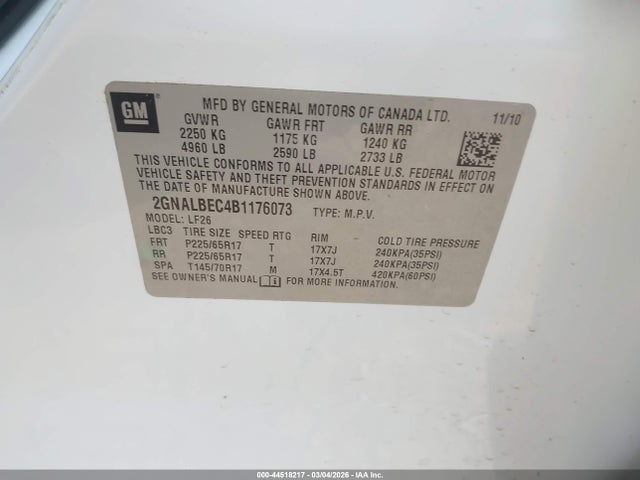 GM
MFD BY GENERAL MOTORS OF CANADA LTD. 11/10
GVWR GAWR FRT GAWR RR
2250 KG 1175 KG 1240 KG
4960 LB 2590 LB 2733 LB
THIS VEHICLE CONFORMS TO ALL APPLICABLE U.S. FEDERAL MOTOR
VEHICLE SAFETY AND THEFT PREVENTION STANDARDS IN EFFECT ON
THE DATE OF MANUFACTURE SHOWN ABOVE.
2GNALBEC4B1176073 TYPE: M.P.V.
MODEL: LF26
LBC3 TIRE SIZE SPEED RTG RIM COLD TIRE PRESSURE
FRT P225/65R17 T 17X7J 240KPA(35PSI)
RR P225/65R17 T 17X7J 240KPA(35PSI)
SPA T145/70R17 M 17X4.5T 420KPA(60PSI)
SEE OWNER'S MANUAL FOR MORE INFORMATION.
000-44518217 - 03/04/2026 - IAAI.com